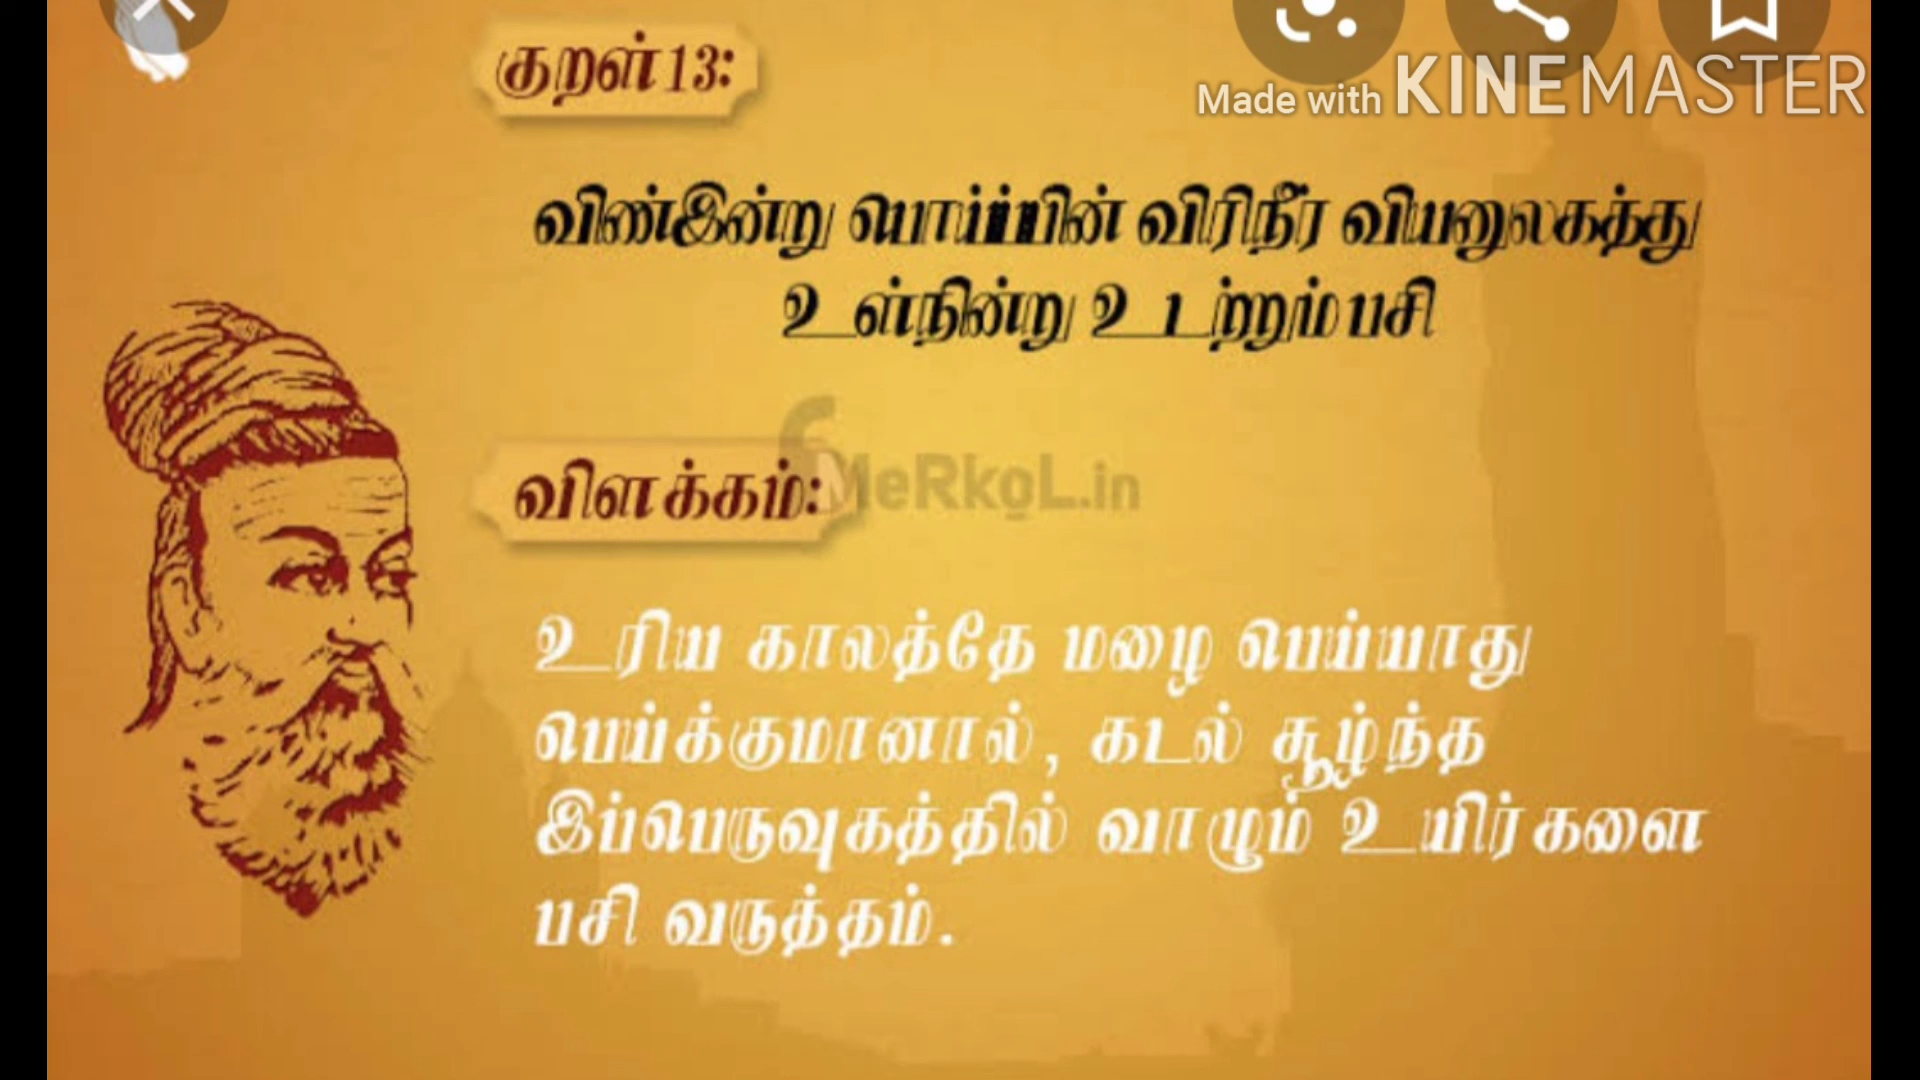 குறள் 13:
Made with KINEMASTER
விண்இன்று பொய்ப்பின் விரிநீர வியனுலகத்து
உள்நின்று உடற்றும் பசி
MeRkoL.in
விளக்கம்:
உரிய காலத்தே மழை பெய்யாது
பெய்க்குமானால், கடல் சூழ்ந்த
இப்பெருவுகத்தில் வாழும் உயிர்களை
பசி வருத்தம்.